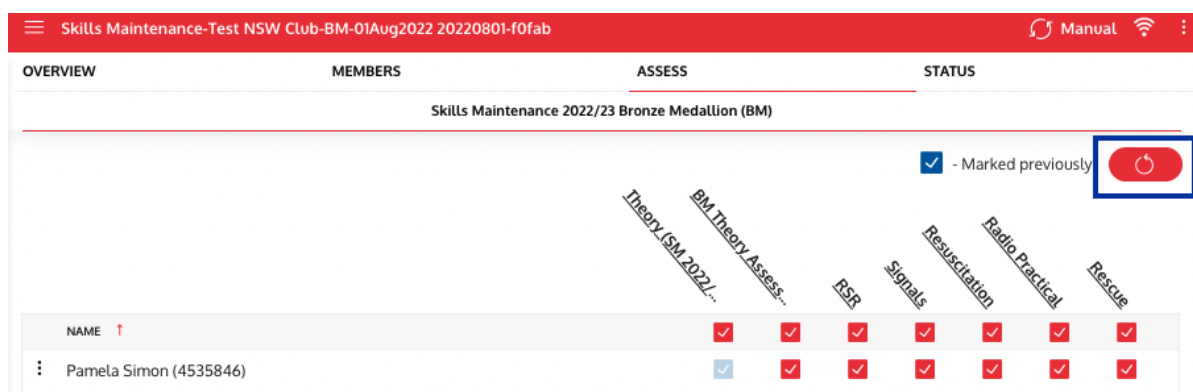 Skills Maintenance-Test NSW Club-BM-01Aug2022 20220801-f0fab
Manual
OVERVIEW MEMBERS ASSESS STATUS
Skills Maintenance 2022/23 Bronze Medallion (BM)
- Marked previously
Theory (SM 2022/...
BM Theory Assess...
RSR
Signals
Resuscitation
Radio Practical
Rescue
NAME ↑
Pamela Simon (4535846)